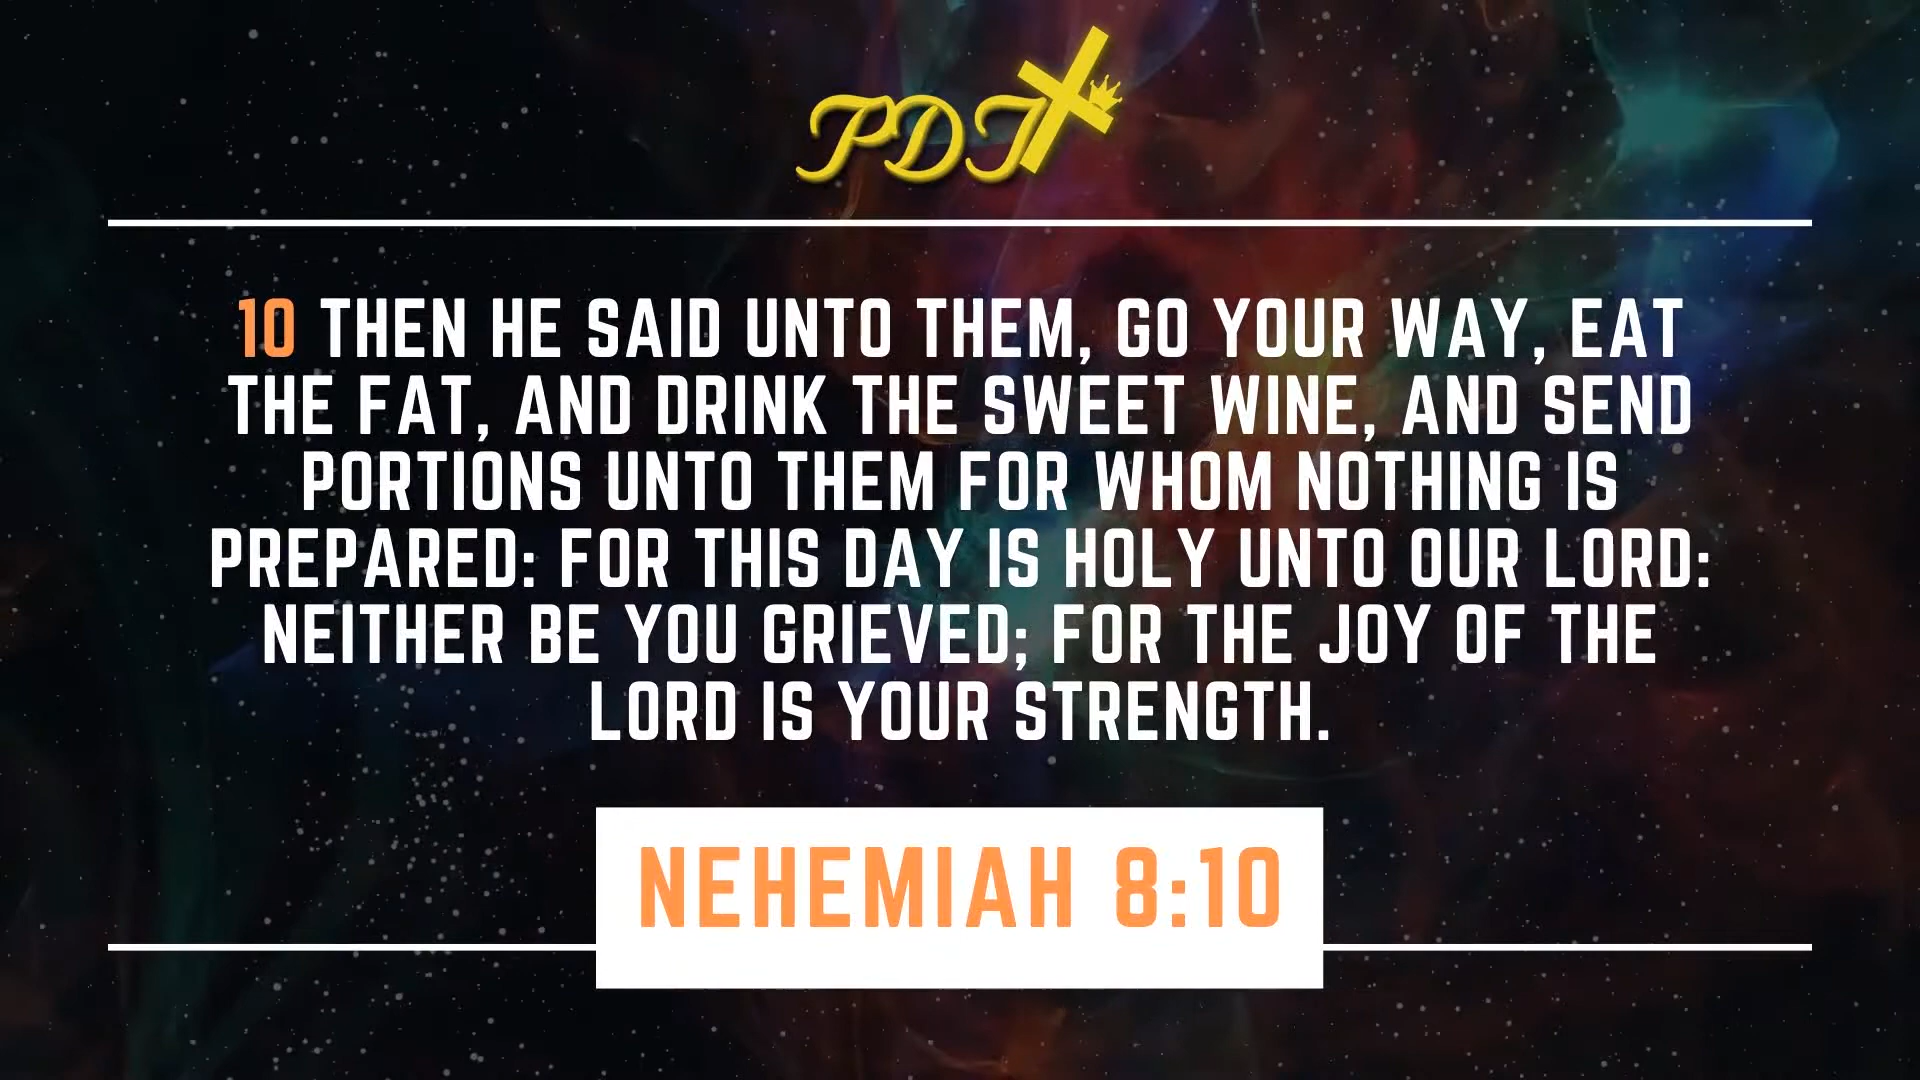 PDT
10 THEN HE SAID UNTO THEM, GO YOUR WAY, EAT
THE FAT, AND DRINK THE SWEET WINE, AND SEND
PORTIONS UNTO THEM FOR WHOM NOTHING IS
PREPARED: FOR THIS DAY IS HOLY UNTO OUR LORD:
NEITHER BE YOU GRIEVED; FOR THE JOY OF THE
LORD IS YOUR STRENGTH.
NEHEMIAH 8:10